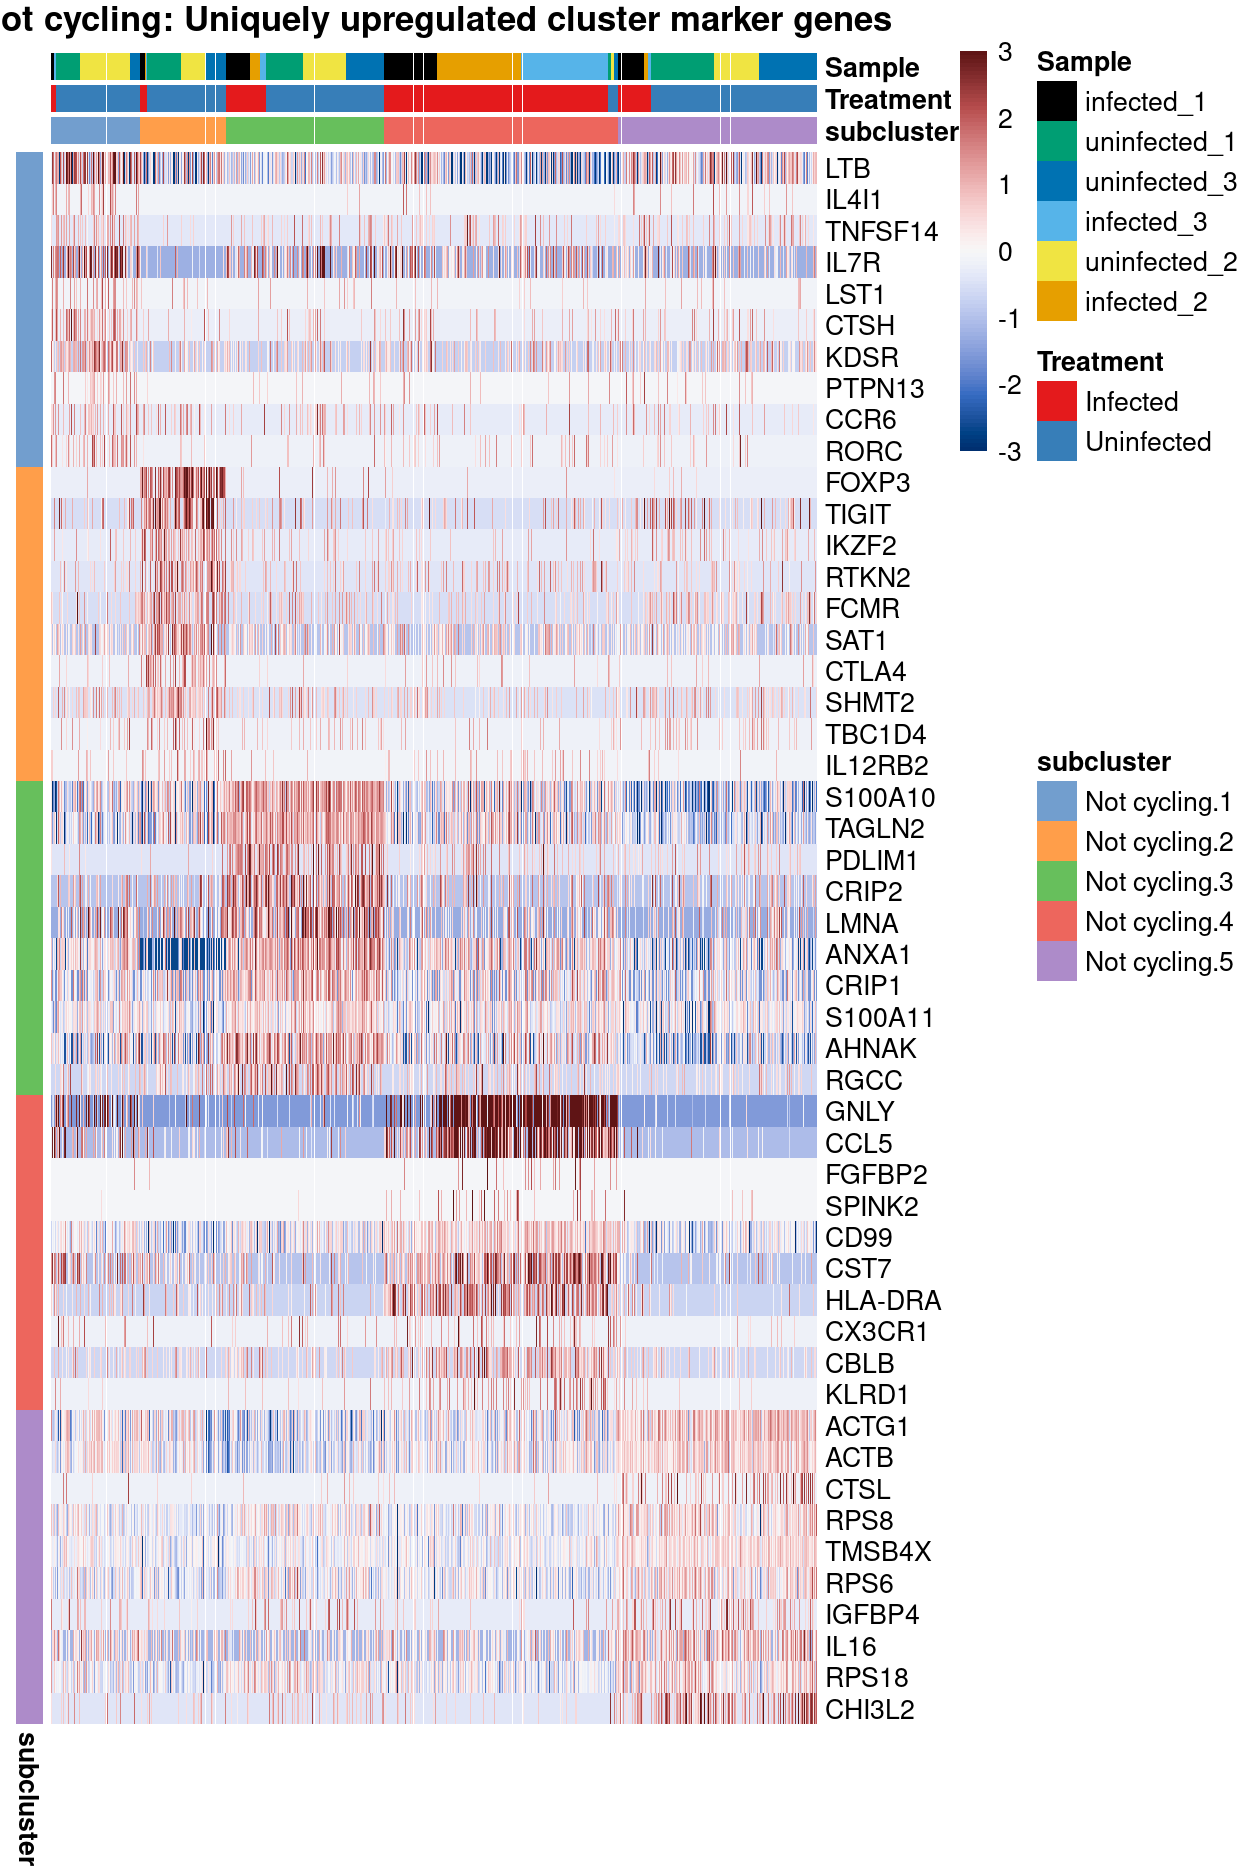 ot cycling: Uniquely upregulated cluster marker genes
Sample
Treatment
subcluster
LTB
IL4I1
TNFSF14
IL7R
LST1
CTSH
KDSR
PTPN13
CCR6
RORC
FOXP3
TIGIT
IKZF2
RTKN2
FCMR
SAT1
CTLA4
SHMT2
TBC1D4
IL12RB2
S100A10
TAGLN2
PDLIM1
CRIP2
LMNA
ANXA1
CRIP1
S100A11
AHNAK
RGCC
GNLY
CCL5
FGFBP2
SPINK2
CD99
CST7
HLA-DRA
CX3CR1
CBLB
KLRD1
ACTG1
ACTB
CTSL
RPS8
TMSB4X
RPS6
IGFBP4
IL16
RPS18
CHI3L2
subcluster
3
2
1
0
-1
-2
-3
Sample
infected_1
uninfected_1
uninfected_3
infected_3
uninfected_2
infected_2
Treatment
Infected
Uninfected
subcluster
Not cycling.1
Not cycling.2
Not cycling.3
Not cycling.4
Not cycling.5